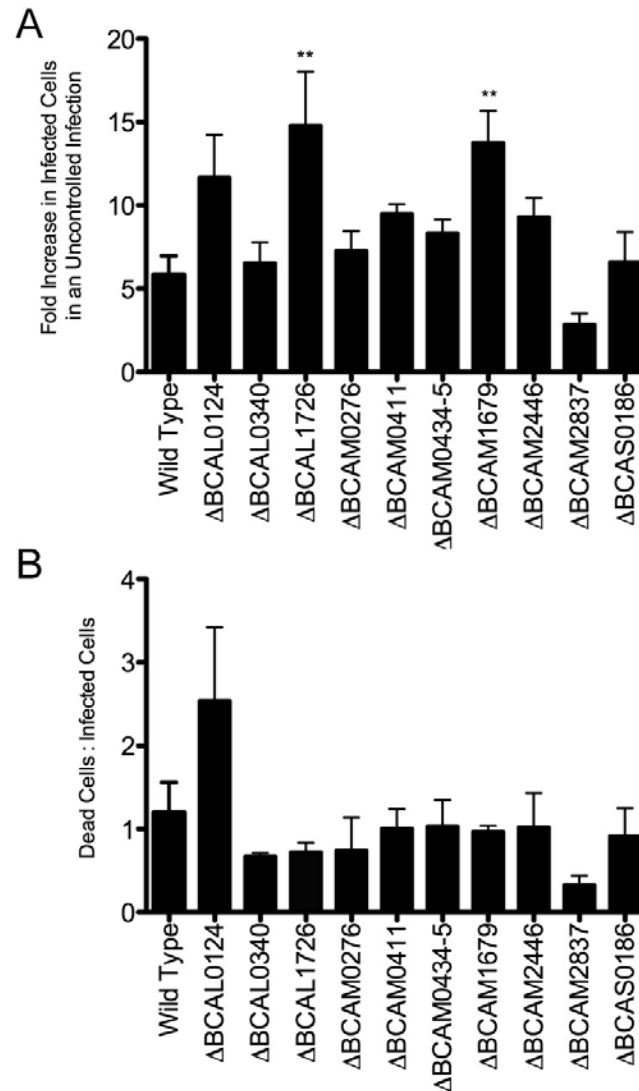 A
Fold Increase in Infected Cells
in an Uncontrolled Infection
20
15
10
5
0
**
**
Wild Type
ΔBCAL0124
ΔBCAL0340
ΔBCAL1726
ΔBCAM0276
ΔBCAM0411
ΔBCAM0434-5
ΔBCAM1679
ΔBCAM2446
ΔBCAM2837
ΔBCAS0186
B
Dead Cells : Infected Cells
4
3
2
1
0
Wild Type
ΔBCAL0124
ΔBCAL0340
ΔBCAL1726
ΔBCAM0276
ΔBCAM0411
ΔBCAM0434-5
ΔBCAM1679
ΔBCAM2446
ΔBCAM2837
ΔBCAS0186